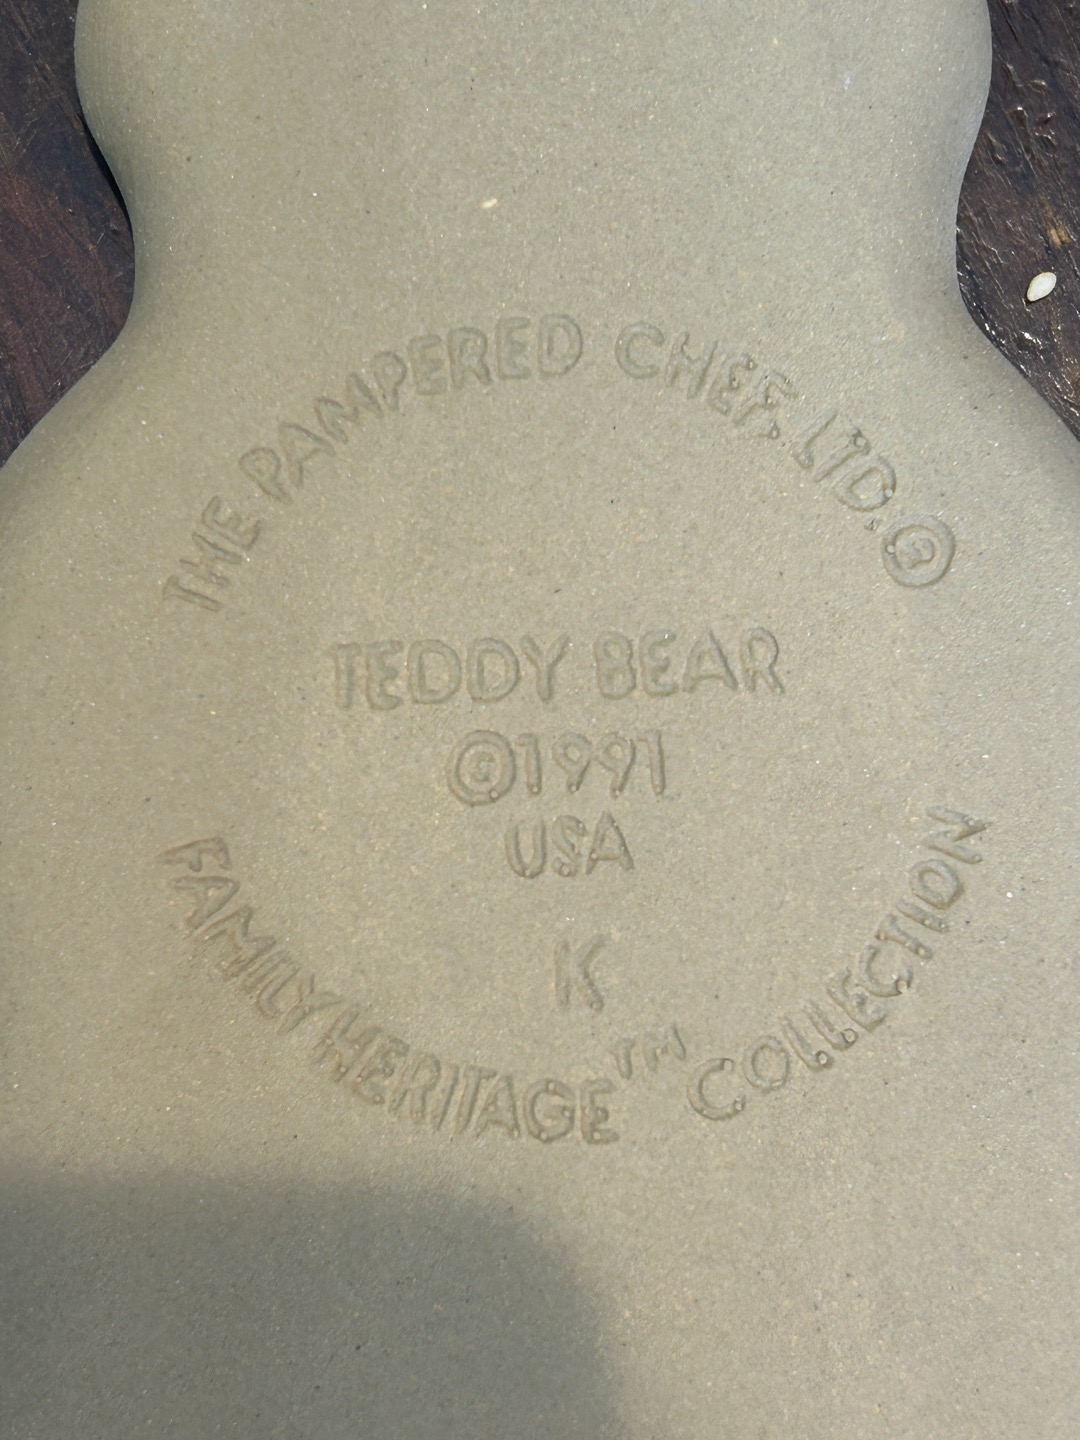 THE PAMPERED CHEF, LTD.®
TEDDY BEAR
©1991
USA
K
FAMILY HERITAGE™ COLLECTION